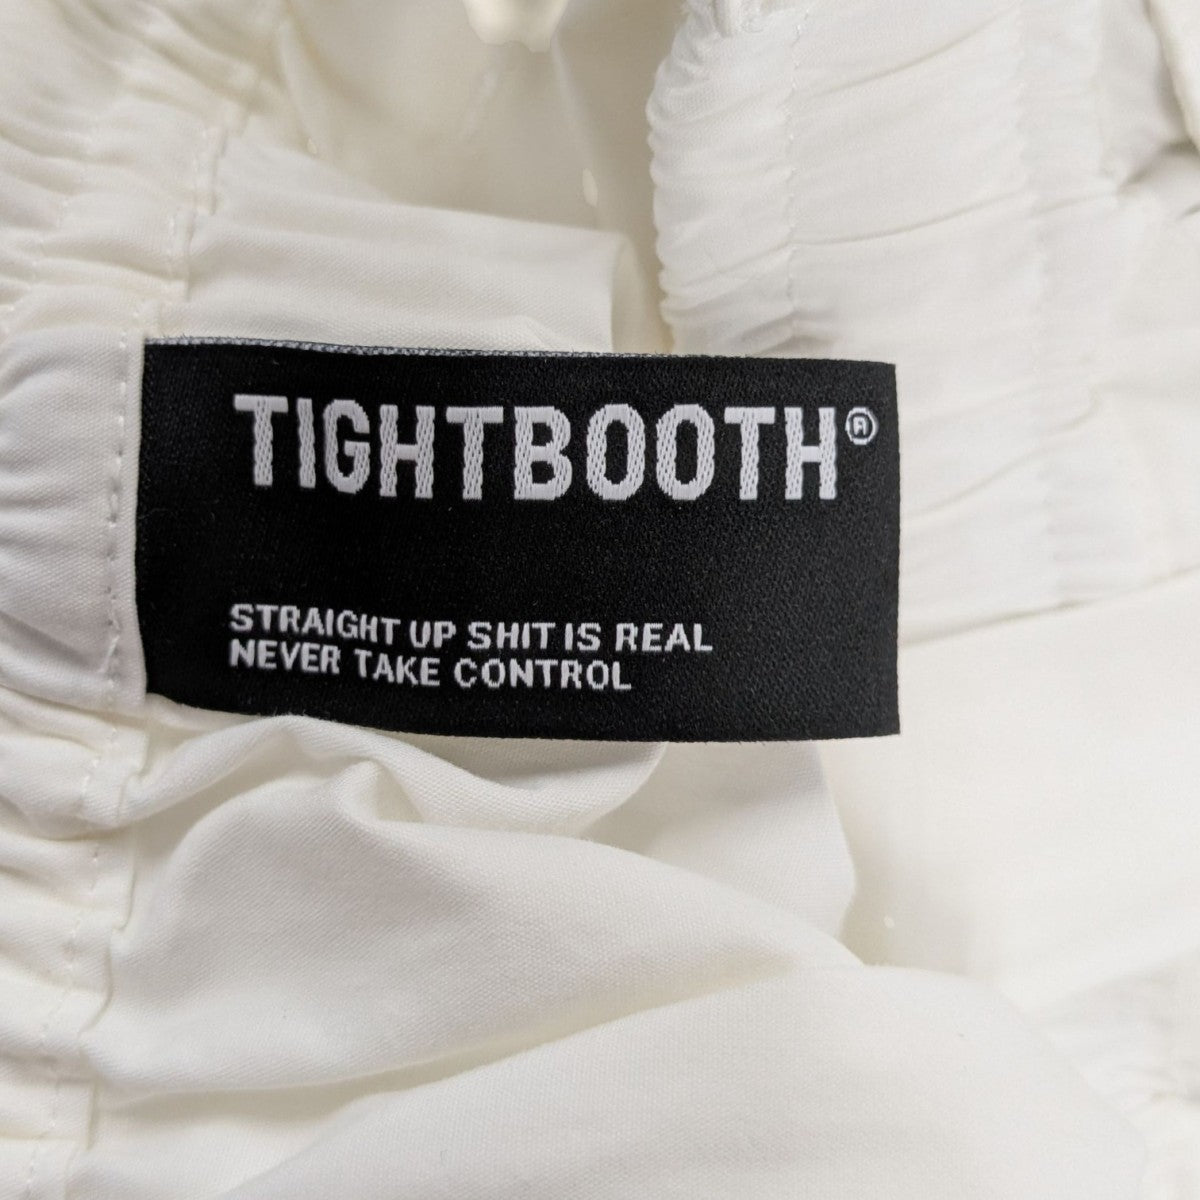 TIGHTBOOTH®
STRAIGHT UP SHIT IS REAL
NEVER TAKE CONTROL